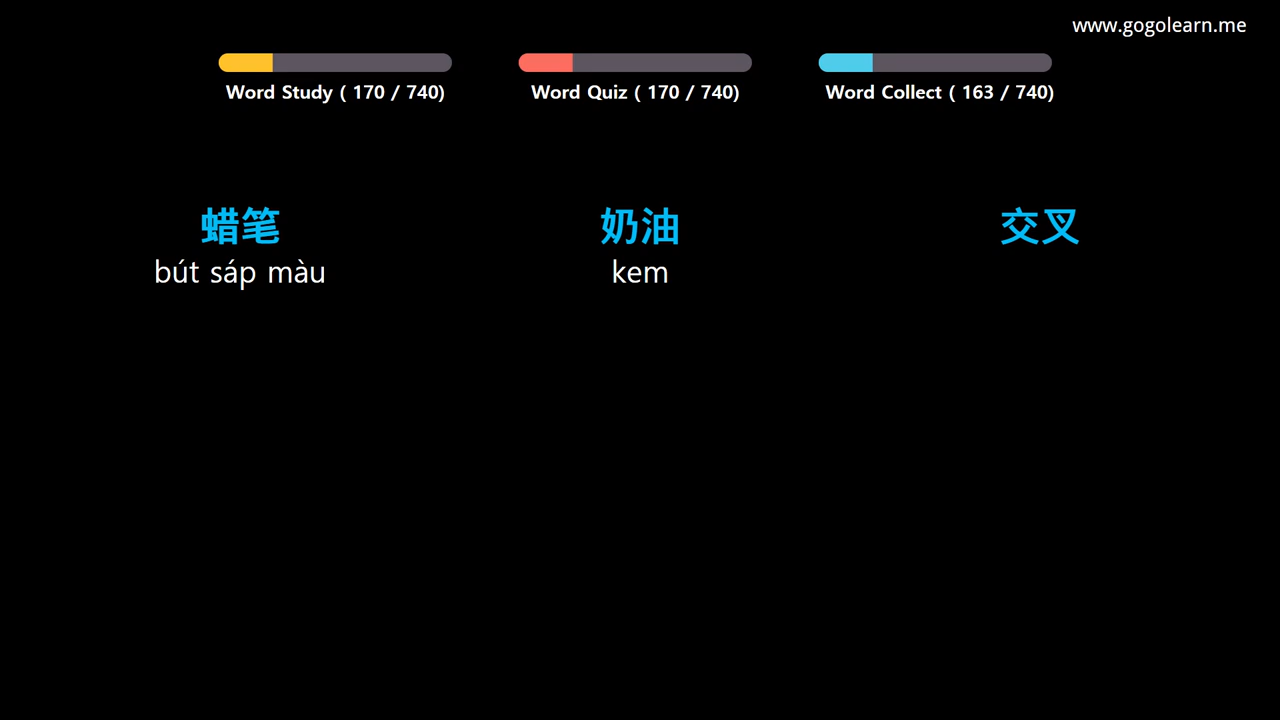 www.gogolearn.me
Word Study ( 170 / 740)
Word Quiz ( 170 / 740)
Word Collect ( 163 / 740)
蜡笔
bút sáp màu
奶油
kem
交叉